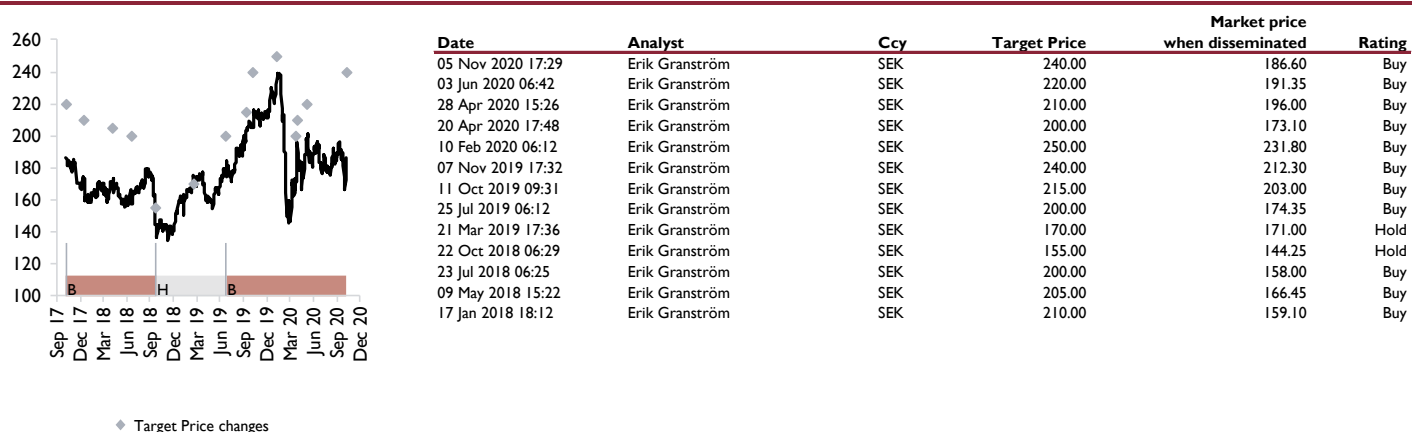 260
240
220
200
180
160
140
120
100
B
H
B
Sep 17
Dec 17
Mar 18
Jun 18
Sep 18
Dec 18
Mar 19
Jun 19
Sep 19
Dec 19
Mar 20
Jun 20
Sep 20
Dec 20
Target Price changes
Date Analyst Ccy Target Price Market price when disseminated Rating
05 Nov 2020 17:29 Erik Granström SEK 240.00 186.60 Buy
03 Jun 2020 06:42 Erik Granström SEK 220.00 191.35 Buy
28 Apr 2020 15:26 Erik Granström SEK 210.00 196.00 Buy
20 Apr 2020 17:48 Erik Granström SEK 200.00 173.10 Buy
10 Feb 2020 06:12 Erik Granström SEK 250.00 231.80 Buy
07 Nov 2019 17:32 Erik Granström SEK 240.00 212.30 Buy
11 Oct 2019 09:31 Erik Granström SEK 215.00 203.00 Buy
25 Jul 2019 06:12 Erik Granström SEK 200.00 174.35 Buy
21 Mar 2019 17:36 Erik Granström SEK 170.00 171.00 Hold
22 Oct 2018 06:29 Erik Granström SEK 155.00 144.25 Hold
23 Jul 2018 06:25 Erik Granström SEK 200.00 158.00 Buy
09 May 2018 15:22 Erik Granström SEK 205.00 166.45 Buy
17 Jan 2018 18:12 Erik Granström SEK 210.00 159.10 Buy